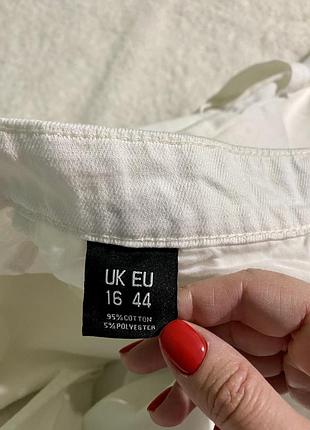 UK EU
16 44
95% COTTON
5% POLYESTER